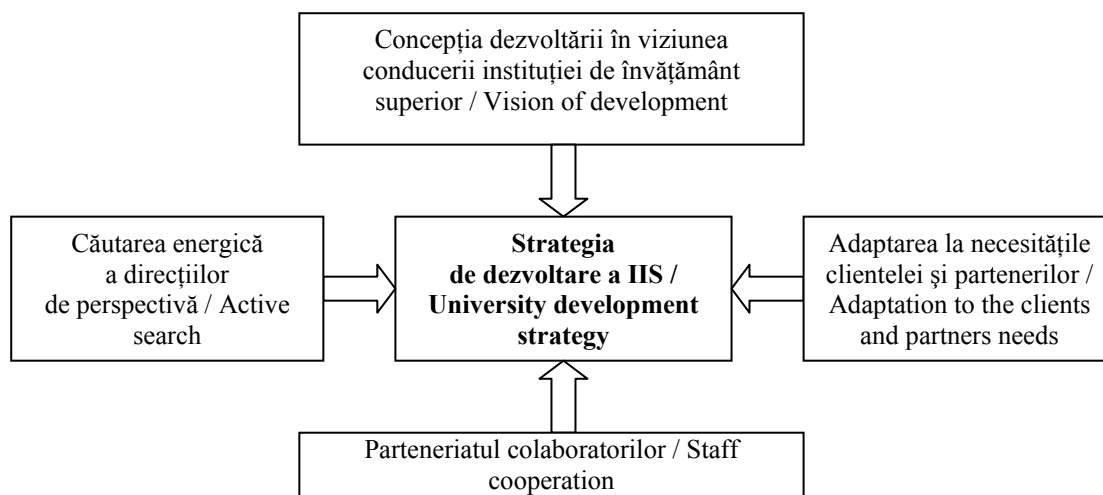 Concepția dezvoltării în viziunea
conducerii instituției de învățământ
superior / Vision of development
Căutarea energică
a direcțiilor
de perspectivă / Active
search
Strategia
de dezvoltare a IIS /
University development
strategy
Adaptarea la necesitățile
clientelei şi partenerilor /
Adaptation to the clients
and partners needs
Parteneriatul colaboratorilor / Staff
cooperation